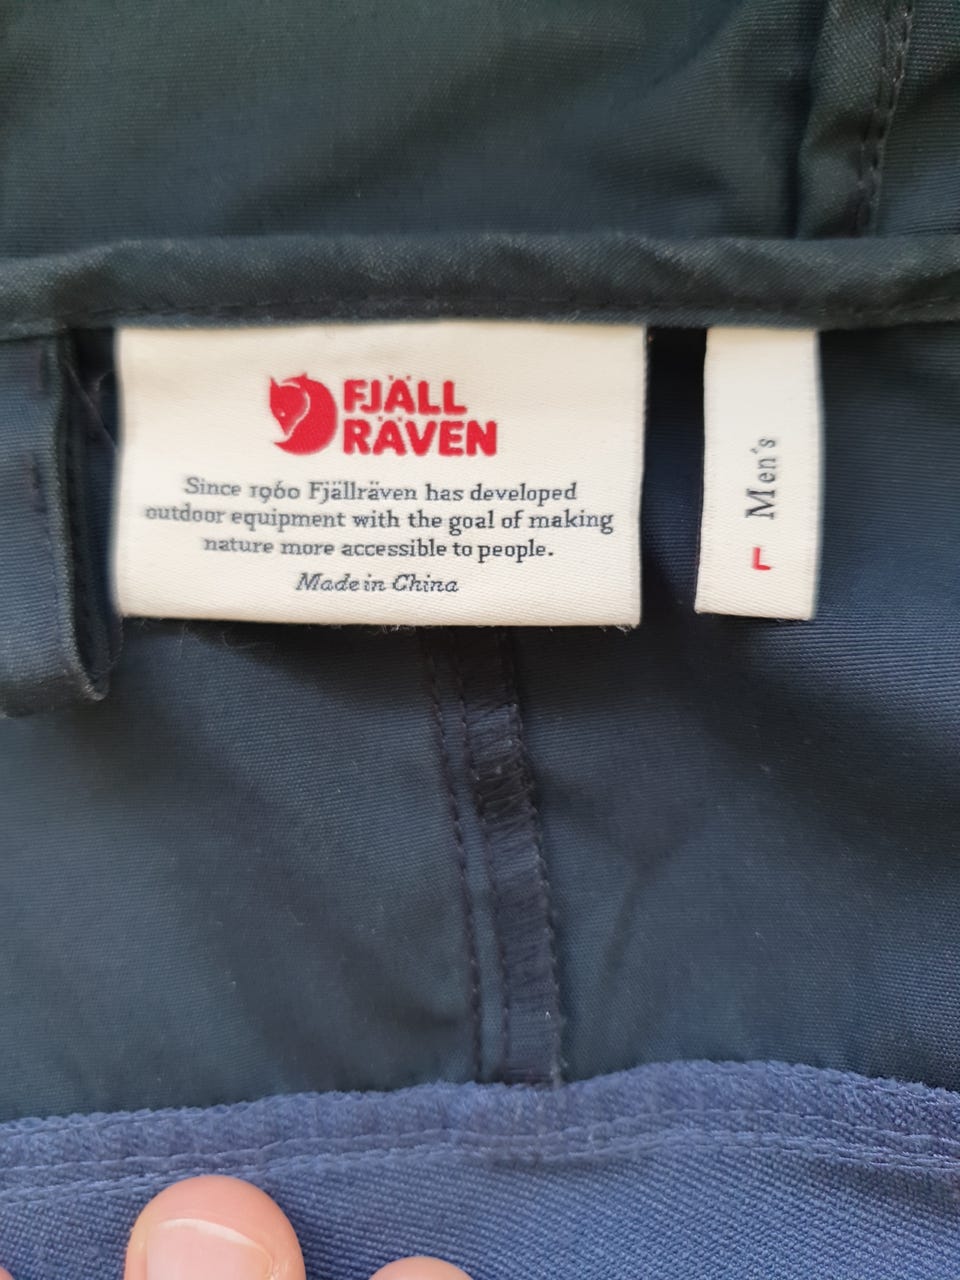 FJÄLL
RÄVEN
Since 1960 Fjällräven has developed
outdoor equipment with the goal of making
nature more accessible to people.
Made in China
Men's
L